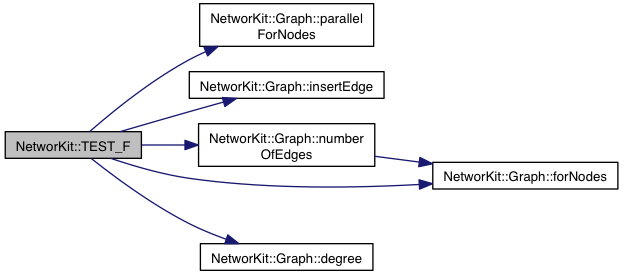 NetworKit::Graph::parallel
ForNodes
NetworKit::Graph::insertEdge
NetworKit::TEST_F
NetworKit::Graph::number
OfEdges
NetworKit::Graph::forNodes
NetworKit::Graph::degree